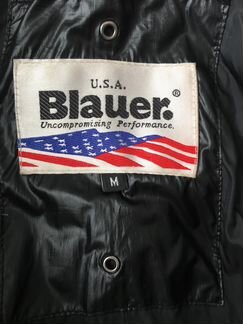 U.S.A.
Blauer.®
Uncompromising Performance.
M